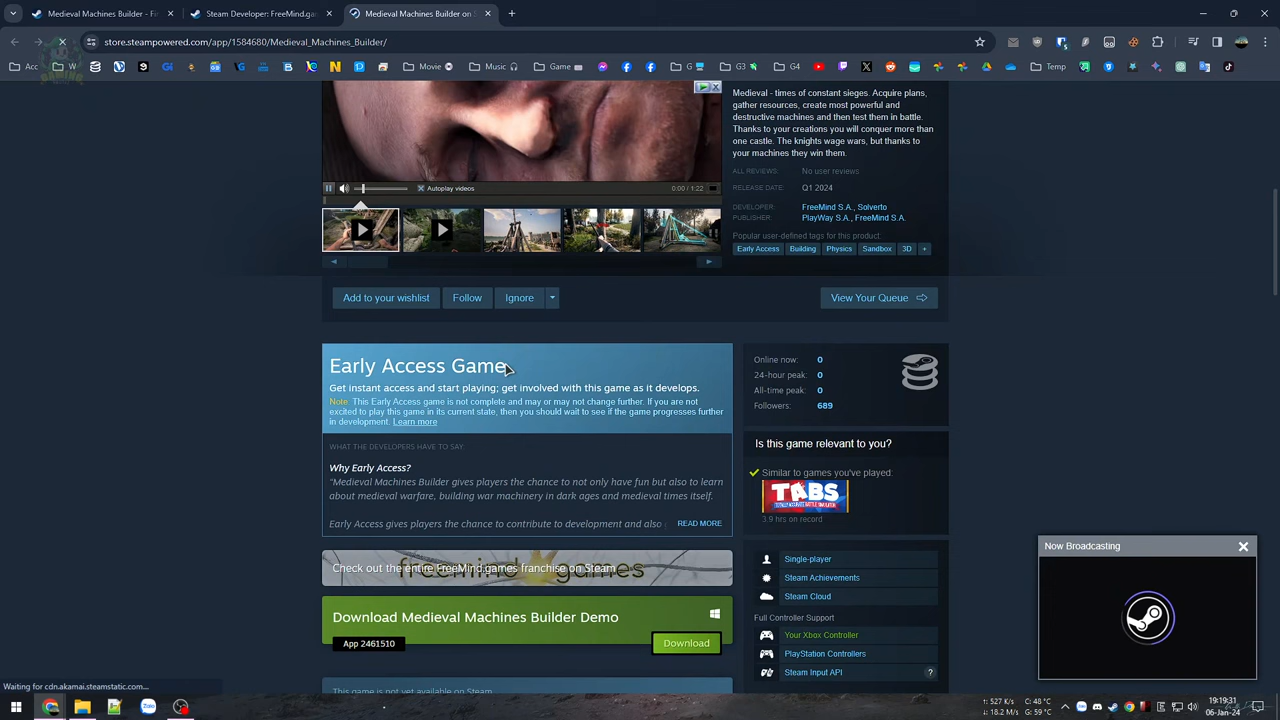 Medieval Machines Builder - Fi
Steam Developer: FreeMind.ga
Medieval Machines Builder on S
store.steampowered.com/app/1584680/Medieval_Machines_Builder/
GAMING
Movie
Music
Game
G3
G4
Temp
Medieval - times of constant sieges. Acquire plans,
gather resources, create most powerful and
destructive machines and then test them in battle.
Thanks to your creations you will conquer more than
one castle. The knights wage wars, but thanks to
your machines they win them.
Autoplay videos
0:00 / 1:22
ALL REVIEWS: No user reviews
RELEASE DATE: Q1 2024
DEVELOPER: FreeMind S.A., Solverto
PUBLISHER: PlayWay S.A., FreeMind S.A.
Popular user-defined tags for this product:
Early Access Building Physics Sandbox 3D +
Add to your wishlist Follow Ignore
View Your Queue
Early Access Game
Get instant access and start playing; get involved with this game as it develops.
Note: This Early Access game is not complete and may or may not change further. If you are not
excited to play this game in its current state, then you should wait to see if the game progresses further
in development. Learn more
WHAT THE DEVELOPERS HAVE TO SAY:
Why Early Access?
“Medieval Machines Builder gives players the chance to not only have fun but also to learn
about medieval warfare, building war machinery in dark ages and medieval times itself.
Early Access gives players the chance to contribute to development and also
READ MORE
Online now: 0
24-hour peak: 0
All-time peak: 0
Followers: 689
Is this game relevant to you?
Similar to games you've played:
TABS
3.9 hrs on record
Check out the entire FreeMind.games franchise on Steam
freemind games
Download Medieval Machines Builder Demo
App 2461510
Download
This game is not yet available on Steam
Single-player
Steam Achievements
Steam Cloud
Full Controller Support
Your Xbox Controller
PlayStation Controllers
Steam Input API ?
Now Broadcasting
Waiting for cdn.akamai.steamstatic.com...
↑: 527 K/s
↓: 18.2 M/s
C: 48 °C
G: 59 °C
19:19:31
06-Jan-24